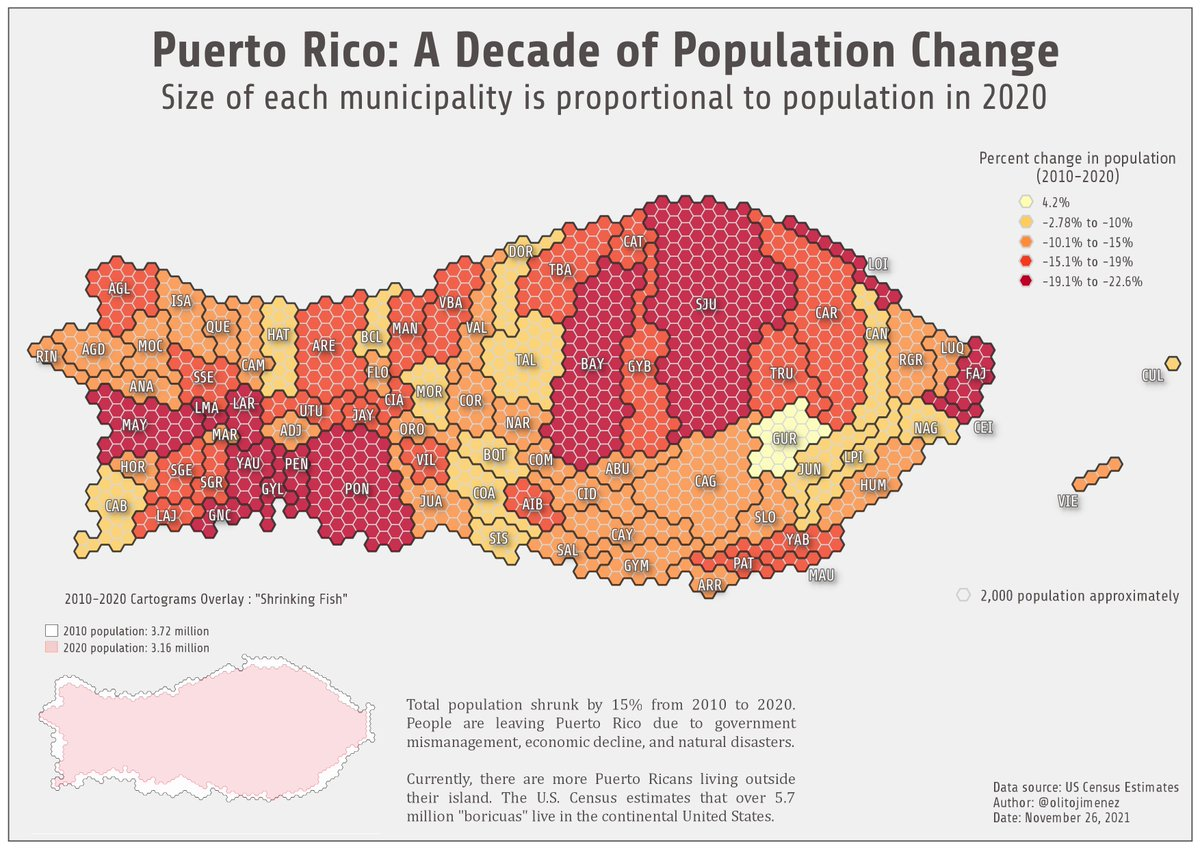 Puerto Rico: A Decade of Population Change
Size of each municipality is proportional to population in 2020
Percent change in population
(2010-2020)
4.2%
-2.78% to -10%
-10.1% to -15%
-15.1% to -19%
-19.1% to -22.6%
DOR
CAT
TBA
LOI
AGL
ISA
VBA
SJU
QUE
HAT
BCL
MAN
VAL
CAR
CAN
RIN
AGD
MOC
ARE
TAL
BAY
GYB
RGR
LUQ
CAM
FLO
TRU
FAJ
CUL
ANA
SSE
MOR
COR
CIA
LMA
LAR
UTU
JAY
MAY
MAR
ADJ
ORO
NAR
GUR
NAG
CEI
HOR
SGE
YAU
PEN
VIL
BQT
COM
ABU
JUN
LPI
CAB
SGR
GYL
PON
JUA
COA
AIB
CID
CAG
HUM
VIE
LAJ
GNC
SIS
SAL
CAY
SLO
YAB
GYM
PAT
ARR
MAU
2,000 population approximately
2010-2020 Cartograms Overlay : "Shrinking Fish"
2010 population: 3.72 million
2020 population: 3.16 million
Total population shrunk by 15% from 2010 to 2020.
People are leaving Puerto Rico due to government
mismanagement, economic decline, and natural disasters.
Currently, there are more Puerto Ricans living outside
their island. The U.S. Census estimates that over 5.7
million "boricuas" live in the continental United States.
Data source: US Census Estimates
Author: @olitojimenez
Date: November 26, 2021